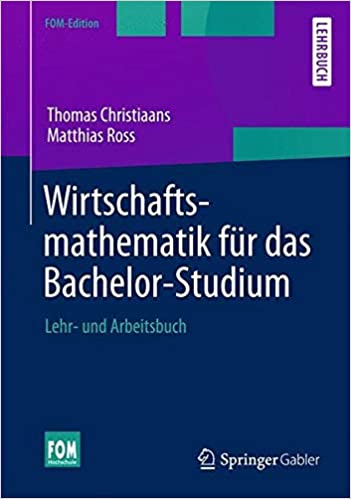 FOM-Edition
LEHRBUCH
Thomas Christiaans
Matthias Ross
Wirtschafts-
mathematik für das
Bachelor-Studium
Lehr- und Arbeitsbuch
FOM
Hochschule
Springer Gabler